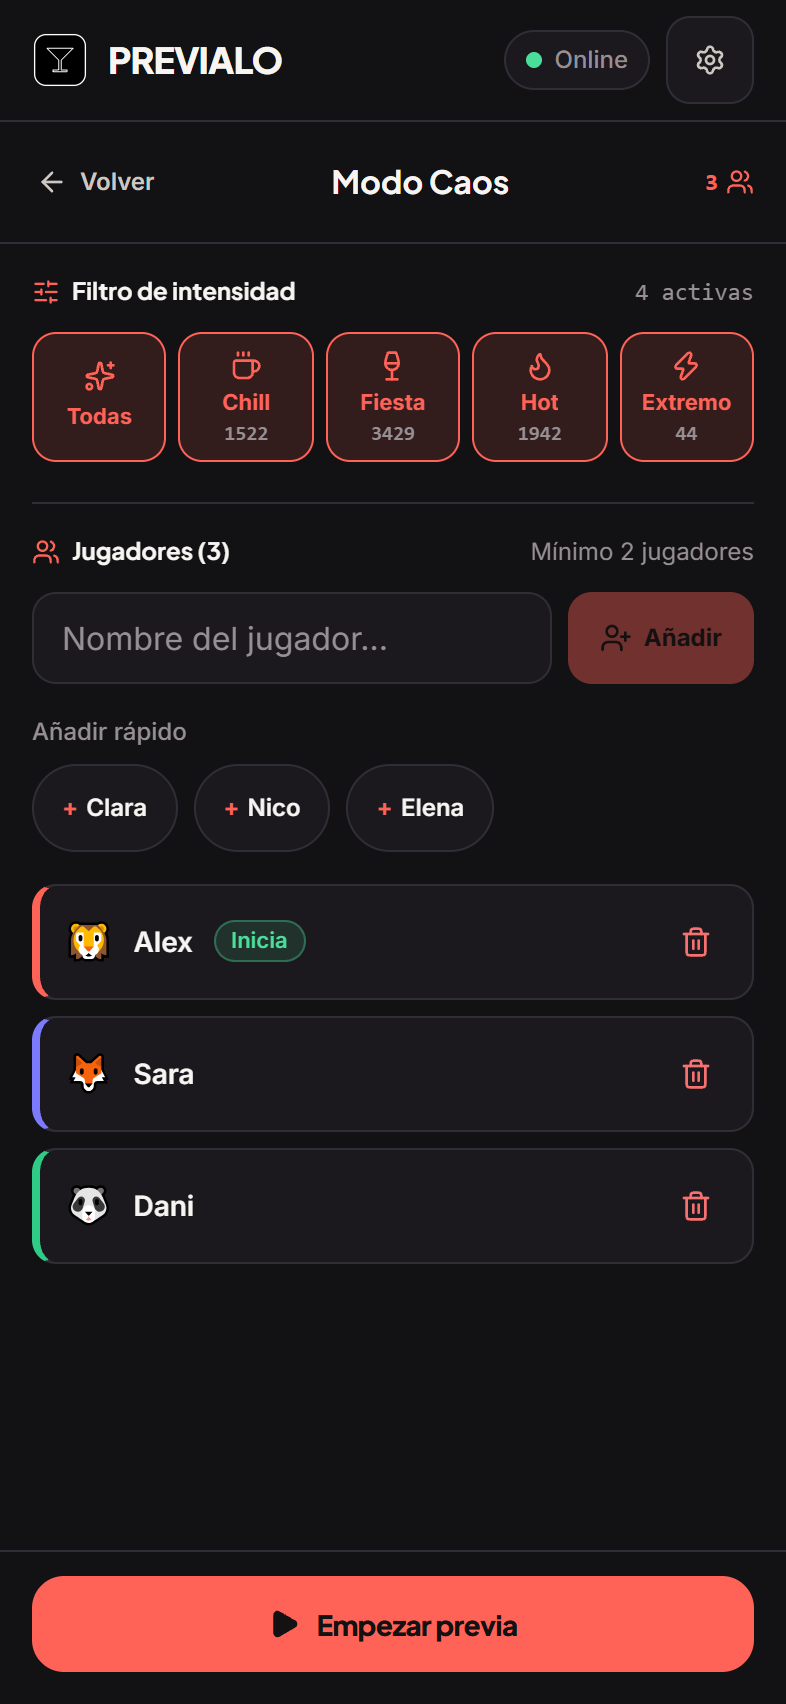 PREVIALO
Online
Volver
Modo Caos
3
Filtro de intensidad
4 activas
Todas
Chill
1522
Fiesta
3429
Hot
1942
Extremo
44
Jugadores (3)
Mínimo 2 jugadores
Nombre del jugador...
Añadir
Añadir rápido
+ Clara
+ Nico
+ Elena
Alex
Inicia
Sara
Dani
Empezar previa